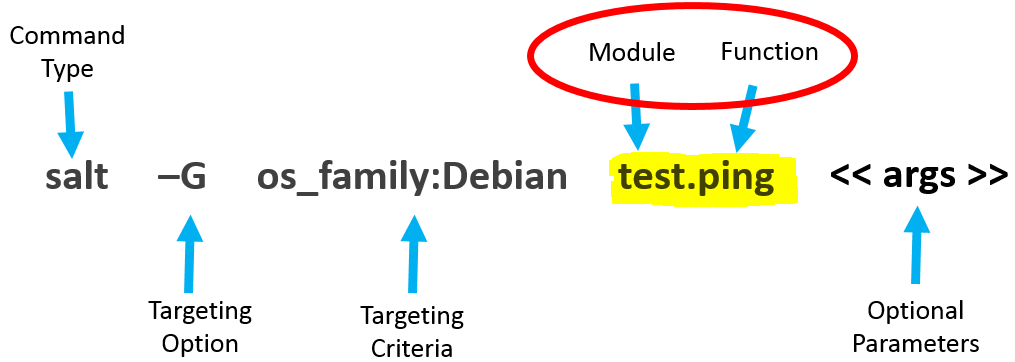 Command
Type
Module Function
salt –G os_family:Debian test.ping << args >>
Targeting
Option
Targeting
Criteria
Optional
Parameters